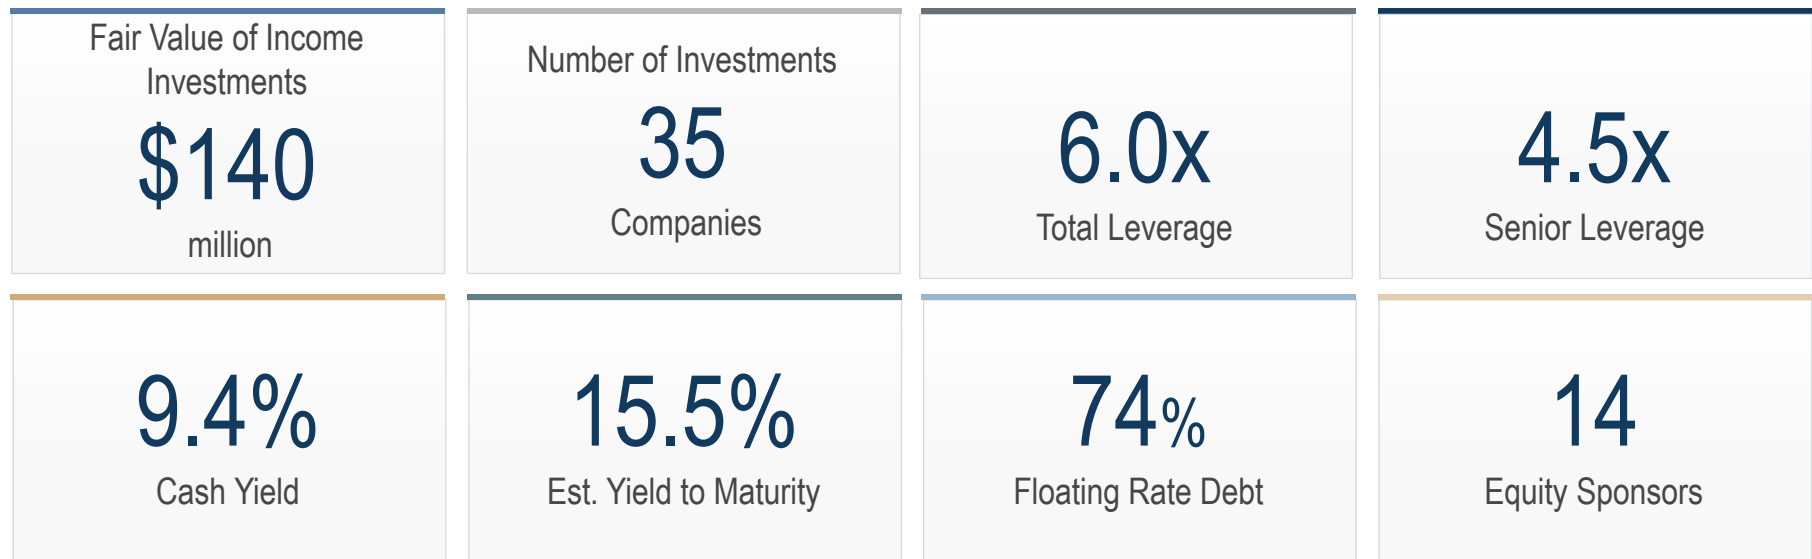 Fair Value of Income
Investments
$140
million
Number of Investments
35
Companies
6.0x
Total Leverage
4.5x
Senior Leverage
9.4%
Cash Yield
15.5%
Est. Yield to Maturity
74%
Floating Rate Debt
14
Equity Sponsors